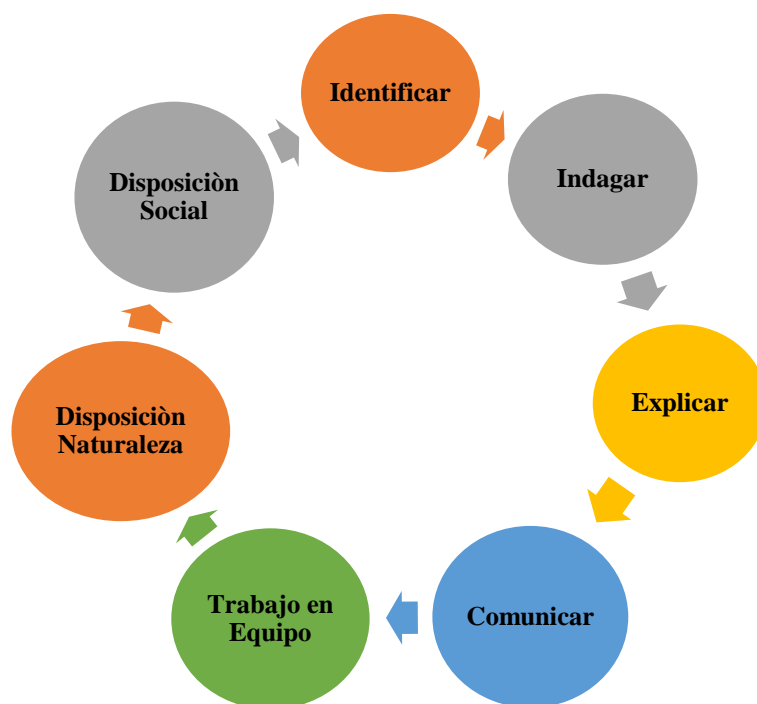 Identificar
Indagar
Explicar
Comunicar
Trabajo en
Equipo
Disposiciòn
Naturaleza
Disposiciòn
Social